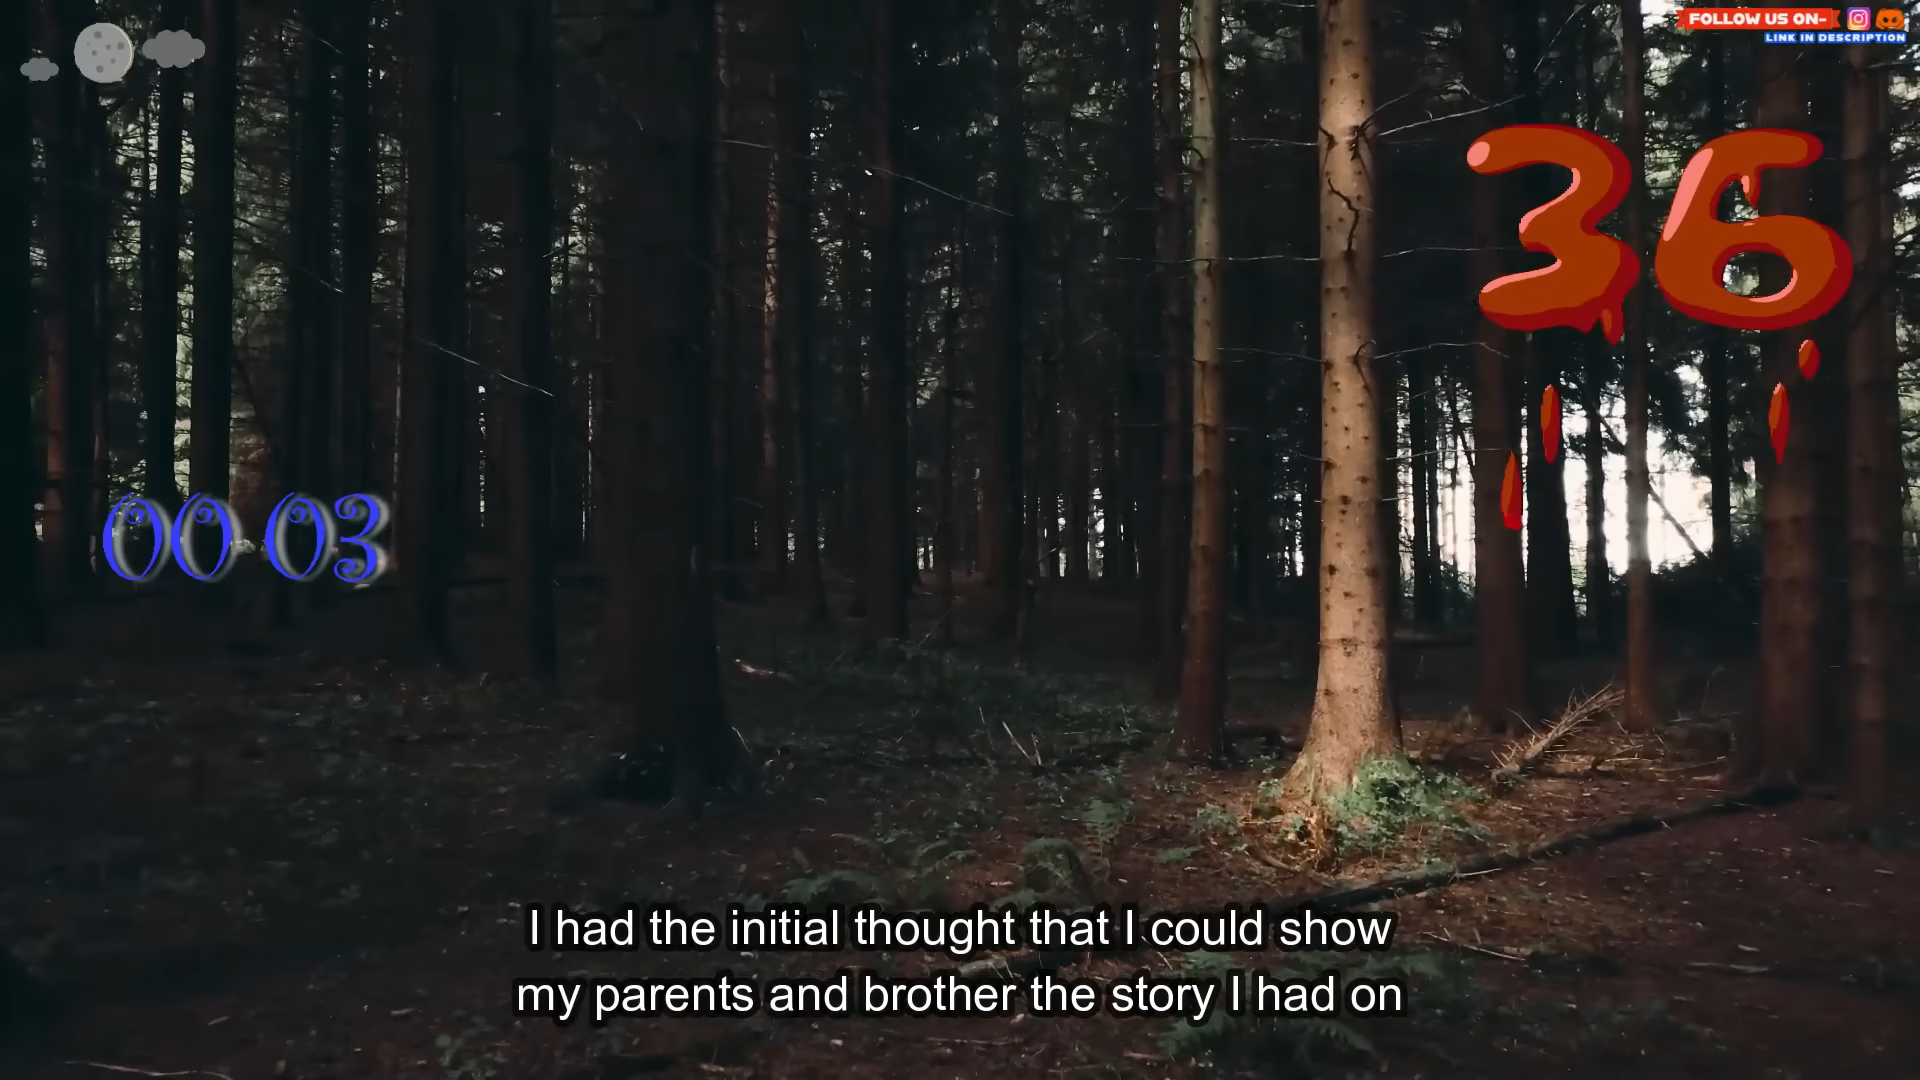 FOLLOW US ON-
LINK IN DESCRIPTION
36
00 03
I had the initial thought that I could show
my parents and brother the story I had on